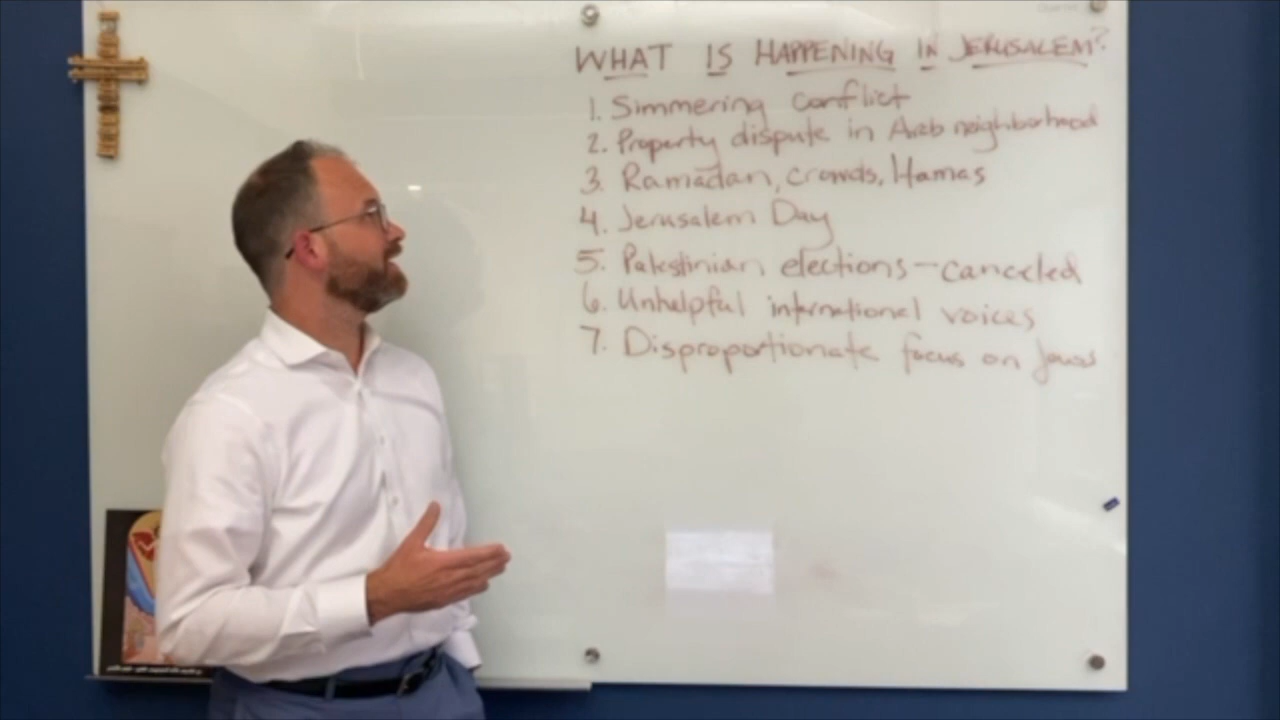 WHAT IS HAPPENING IN JERUSALEM?
1. Simmering conflict
2. Property dispute in Arab neighborhood
3. Ramadan, crowds, Hamas
4. Jerusalem Day
5. Palestinian elections — canceled
6. Unhelpful international voices
7. Disproportionate focus on Jews